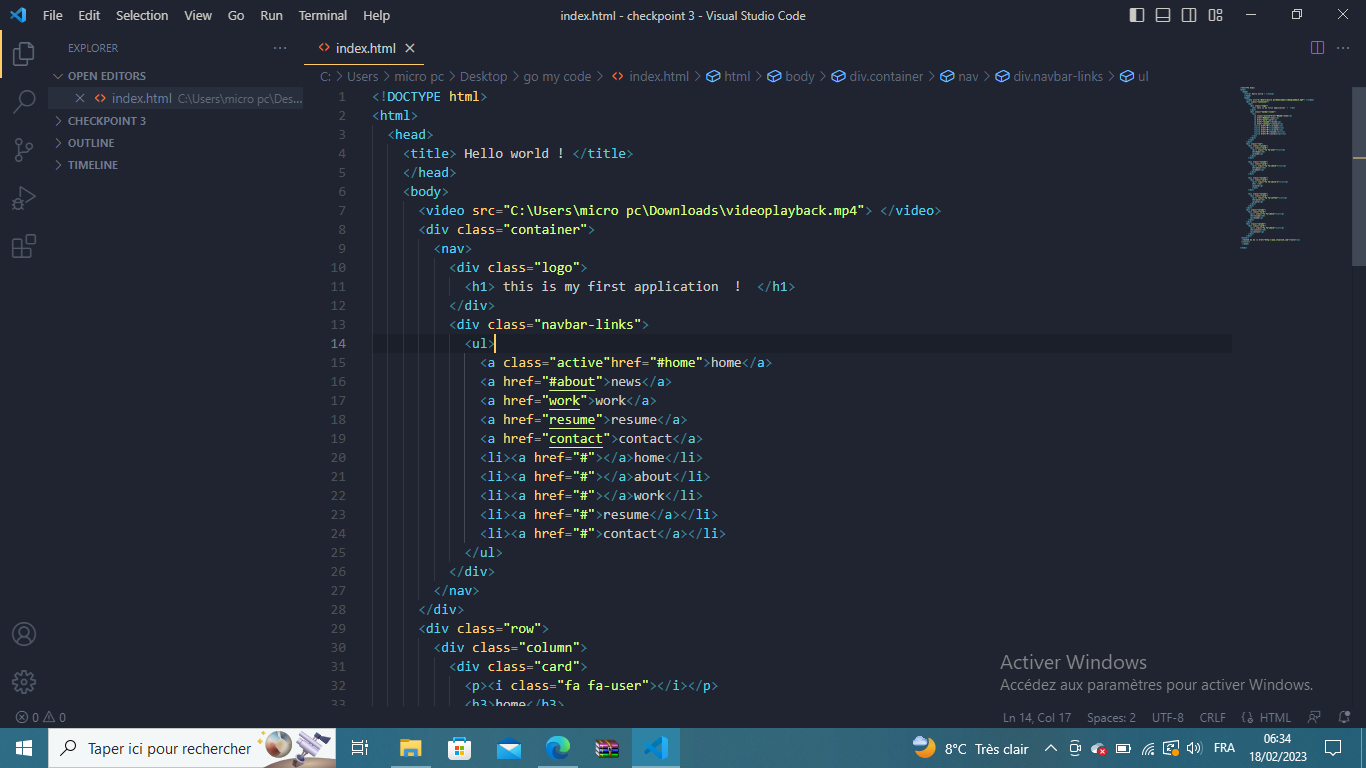 File Edit Selection View Go Run Terminal Help
index.html - checkpoint 3 - Visual Studio Code
EXPLORER
OPEN EDITORS
index.html C:\Users\micro pc\Des...
CHECKPOINT 3
OUTLINE
TIMELINE
index.html
C: > Users > micro pc > Desktop > go my code > index.html > html > body > div.container > nav > div.navbar-links > ul
1 <!DOCTYPE html>
2 <html>
3 <head>
4 <title> Hello world ! </title>
5 </head>
6 <body>
7 <video src="C:\Users\micro pc\Downloads\videoplayback.mp4"> </video>
8 <div class="container">
9 <nav>
10 <div class="logo">
11 <h1> this is my first application  !  </h1>
12 </div>
13 <div class="navbar-links">
14 <ul>
15 <a class="active"href="#home">home</a>
16 <a href="#about">news</a>
17 <a href="work">work</a>
18 <a href="resume">resume</a>
19 <a href="contact">contact</a>
20 <li><a href="#"></a>home</li>
21 <li><a href="#"></a>about</li>
22 <li><a href="#"></a>work</li>
23 <li><a href="#">resume</a></li>
24 <li><a href="#">contact</a></li>
25 </ul>
26 </div>
27 </nav>
28 </div>
29 <div class="row">
30 <div class="column">
31 <div class="card">
32 <p><i class="fa fa-user"></i></p>
33 <h3>home</h3>
Activer Windows
Accédez aux paramètres pour activer Windows.
0 0
Ln 14, Col 17 Spaces: 2 UTF-8 CRLF HTML
Taper ici pour rechercher
8°C Très clair
FRA
06:34
18/02/2023